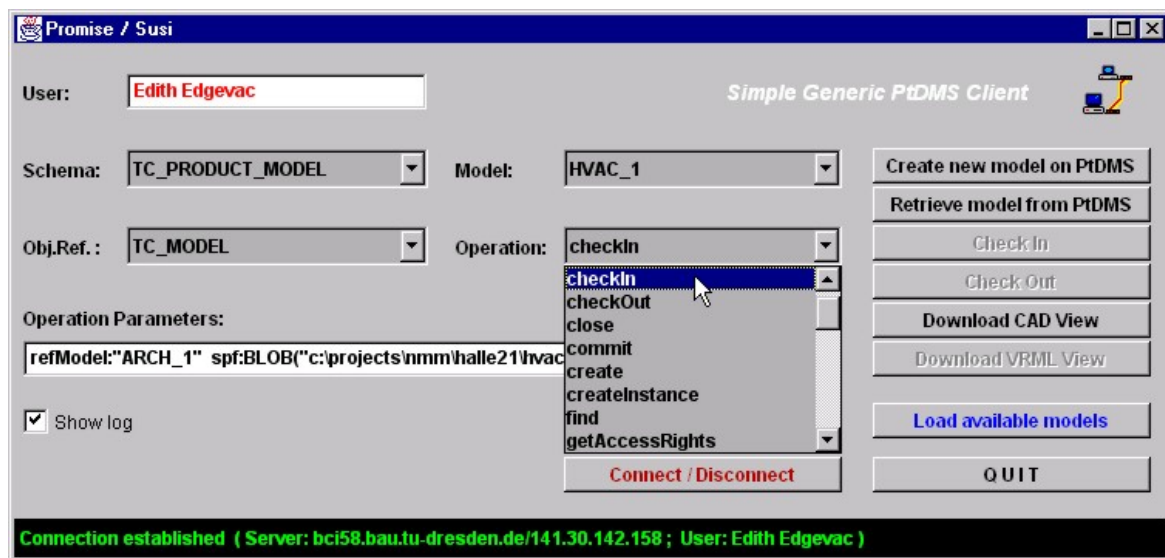 Promise / Susi
User: Edith Edgevac
Simple Generic PtDMS Client
Schema: TC_PRODUCT_MODEL Model: HVAC_1
Create new model on PtDMS
Retrieve model from PtDMS
Obj.Ref. : TC_MODEL Operation: checkIn
Check In
checkIn
checkOut
close
commit
create
createInstance
find
getAccessRights
Check Out
Operation Parameters:
Download CAD View
refModel:"ARCH_1" spf:BLOB("c:\projects\nmm\halle21\hvac
Download VRML View
Show log
Load available models
Connect / Disconnect
QUIT
Connection established ( Server: bci58.bau.tu-dresden.de/141.30.142.158 ; User: Edith Edgevac )